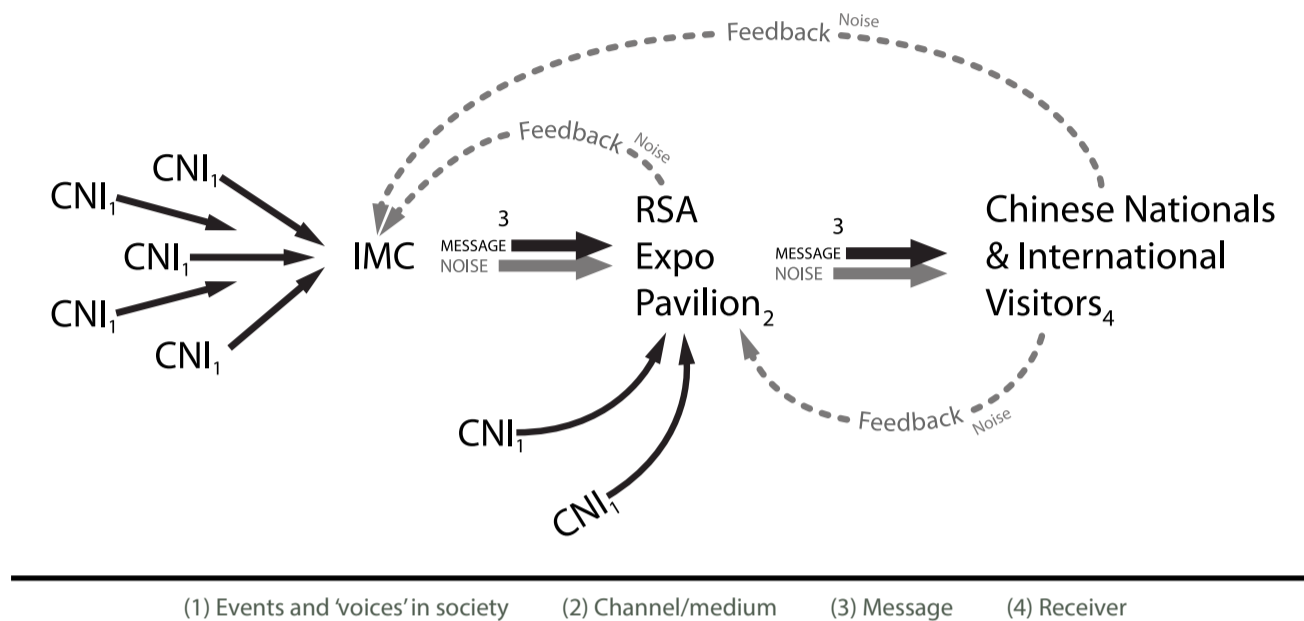 Feedback Noise
Feedback Noise
CNI1
CNI1
CNI1
CNI1
CNI1
IMC
3
MESSAGE
NOISE
RSA
Expo
Pavilion2
3
MESSAGE
NOISE
Chinese Nationals
& International
Visitors4
Feedback Noise
CNI1
CNI1
(1) Events and ‘voices’ in society (2) Channel/medium (3) Message (4) Receiver